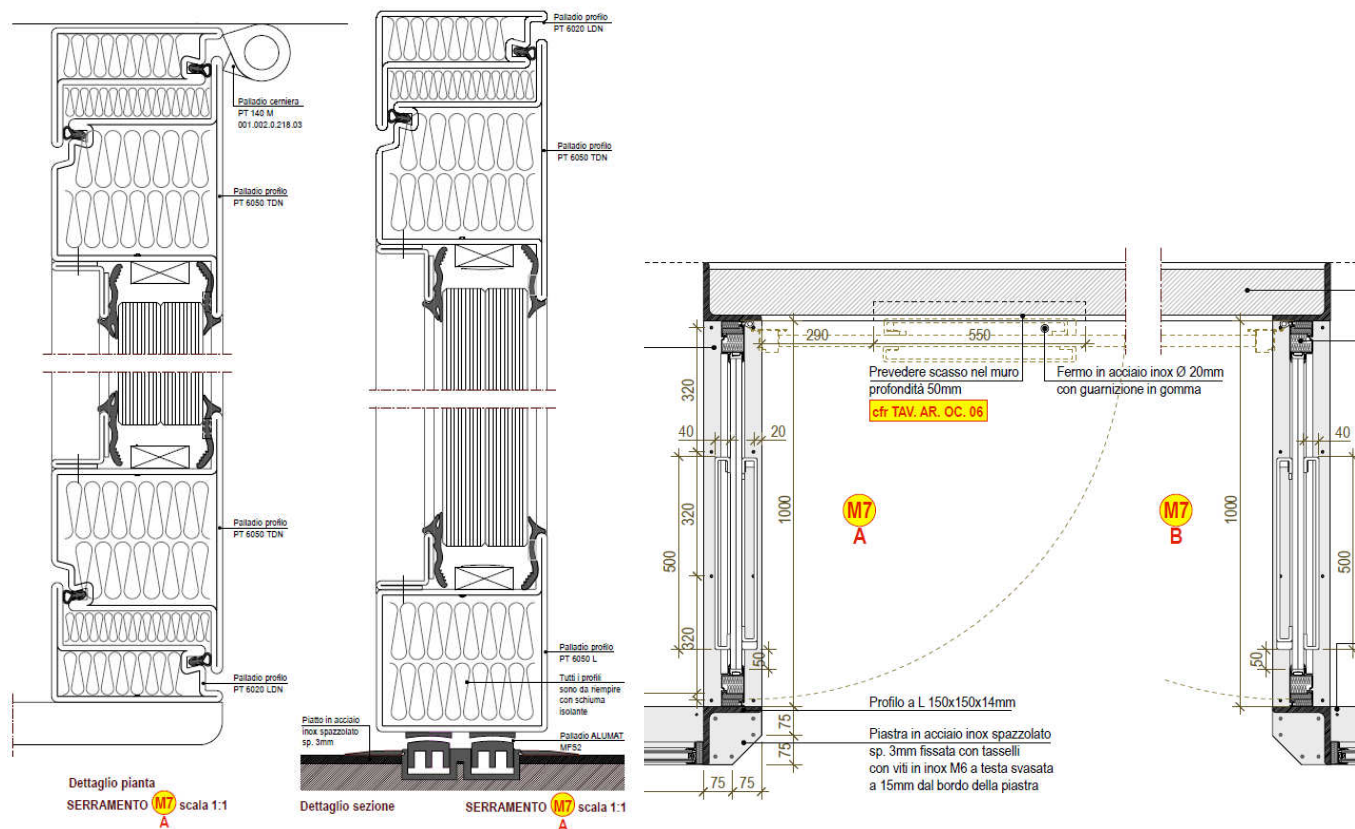 Palladio cerniera
PT 140 M
001.002.0.218.03
Palladio profilo
PT 6050 TDN
Palladio profilo
PT 6050 TDN
Palladio profilo
PT 6020 LDN
Dettaglio pianta
SERRAMENTO M7 scala 1:1
A
Palladio profilo
PT 6020 LDN
Palladio profilo
PT 6050 TDN
Palladio profilo
PT 6050 L
Tutti i profili
sono da riempire
con schiuma
isolante
Piatto in acciaio
inox spazzolato
sp. 3mm
Palladio ALUMAT
MFS2
Dettaglio sezione
SERRAMENTO M7 scala 1:1
A
290
550
Prevedere scasso nel muro
profondità 50mm
cfr TAV. AR. OC. 06
Fermo in acciaio inox Ø 20mm
con guarnizione in gomma
320
40
20
320
500
320
50
1000
M7
A
M7
B
1000
40
500
50
Profilo a L 150x150x14mm
Piastra in acciaio inox spazzolato
sp. 3mm fissata con tasselli
con viti in inox M6 a testa svasata
a 15mm dal bordo della piastra
75
75
75
75